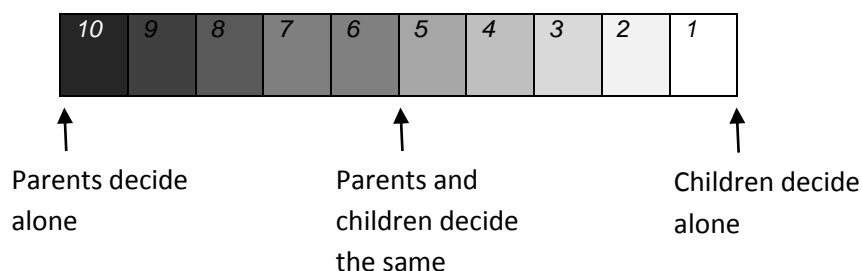 10 9 8 7 6 5 4 3 2 1
Parents decide
alone
Parents and
children decide
the same
Children decide
alone